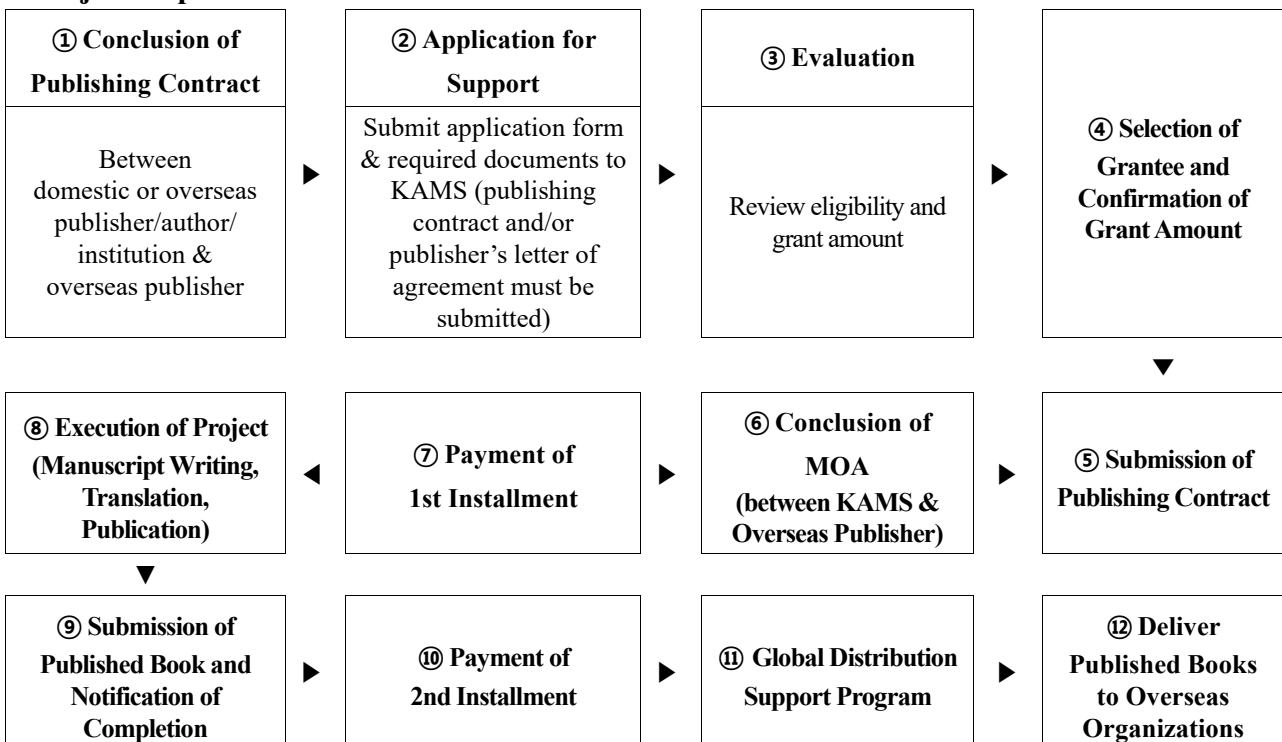 ① Conclusion of
Publishing Contract
Between
domestic or overseas
publisher/author/
institution &
overseas publisher
② Application for
Support
Submit application form
& required documents to
KAMS (publishing
contract and/or
publisher's letter of
agreement must be
submitted)
③ Evaluation
Review eligibility and
grant amount
④ Selection of
Grantee and
Confirmation of
Grant Amount
⑧ Execution of Project
(Manuscript Writing,
Translation,
Publication)
⑦ Payment of
1st Installment
⑥ Conclusion of
MOA
(between KAMS &
Overseas Publisher)
⑤ Submission of
Publishing Contract
⑨ Submission of
Published Book and
Notification of
Completion
⑩ Payment of
2nd Installment
⑪ Global Distribution
Support Program
⑫ Deliver
Published Books
to Overseas
Organizations